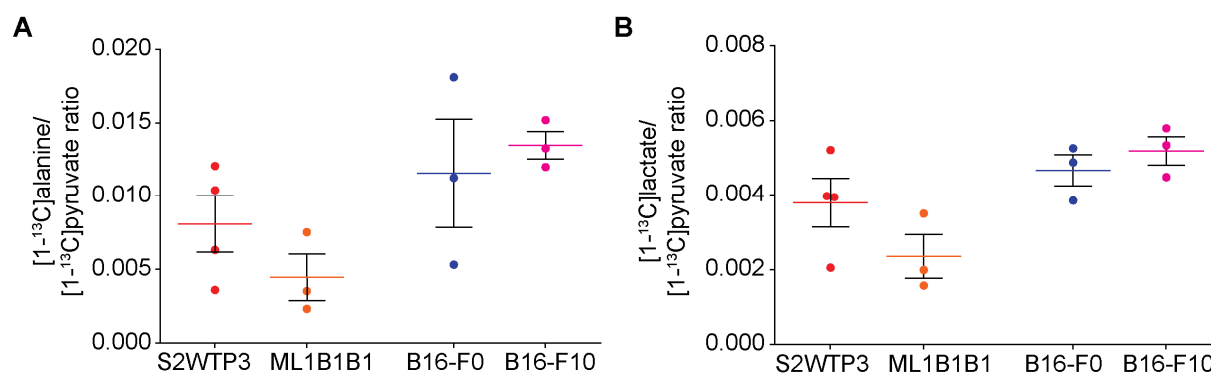 A
[1-¹³C]alanine/
[1-¹³C]pyruvate ratio
0.020
0.015
0.010
0.005
0.000
S2WTP3 ML1B1B1 B16-F0 B16-F10
B
[1-¹³C]lactate/
[1-¹³C]pyruvate ratio
0.008
0.006
0.004
0.002
0.000
S2WTP3 ML1B1B1 B16-F0 B16-F10